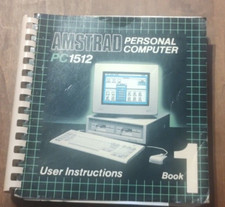 AMSTRAD PERSONAL
COMPUTER
PC1512
User Instructions
Book 1